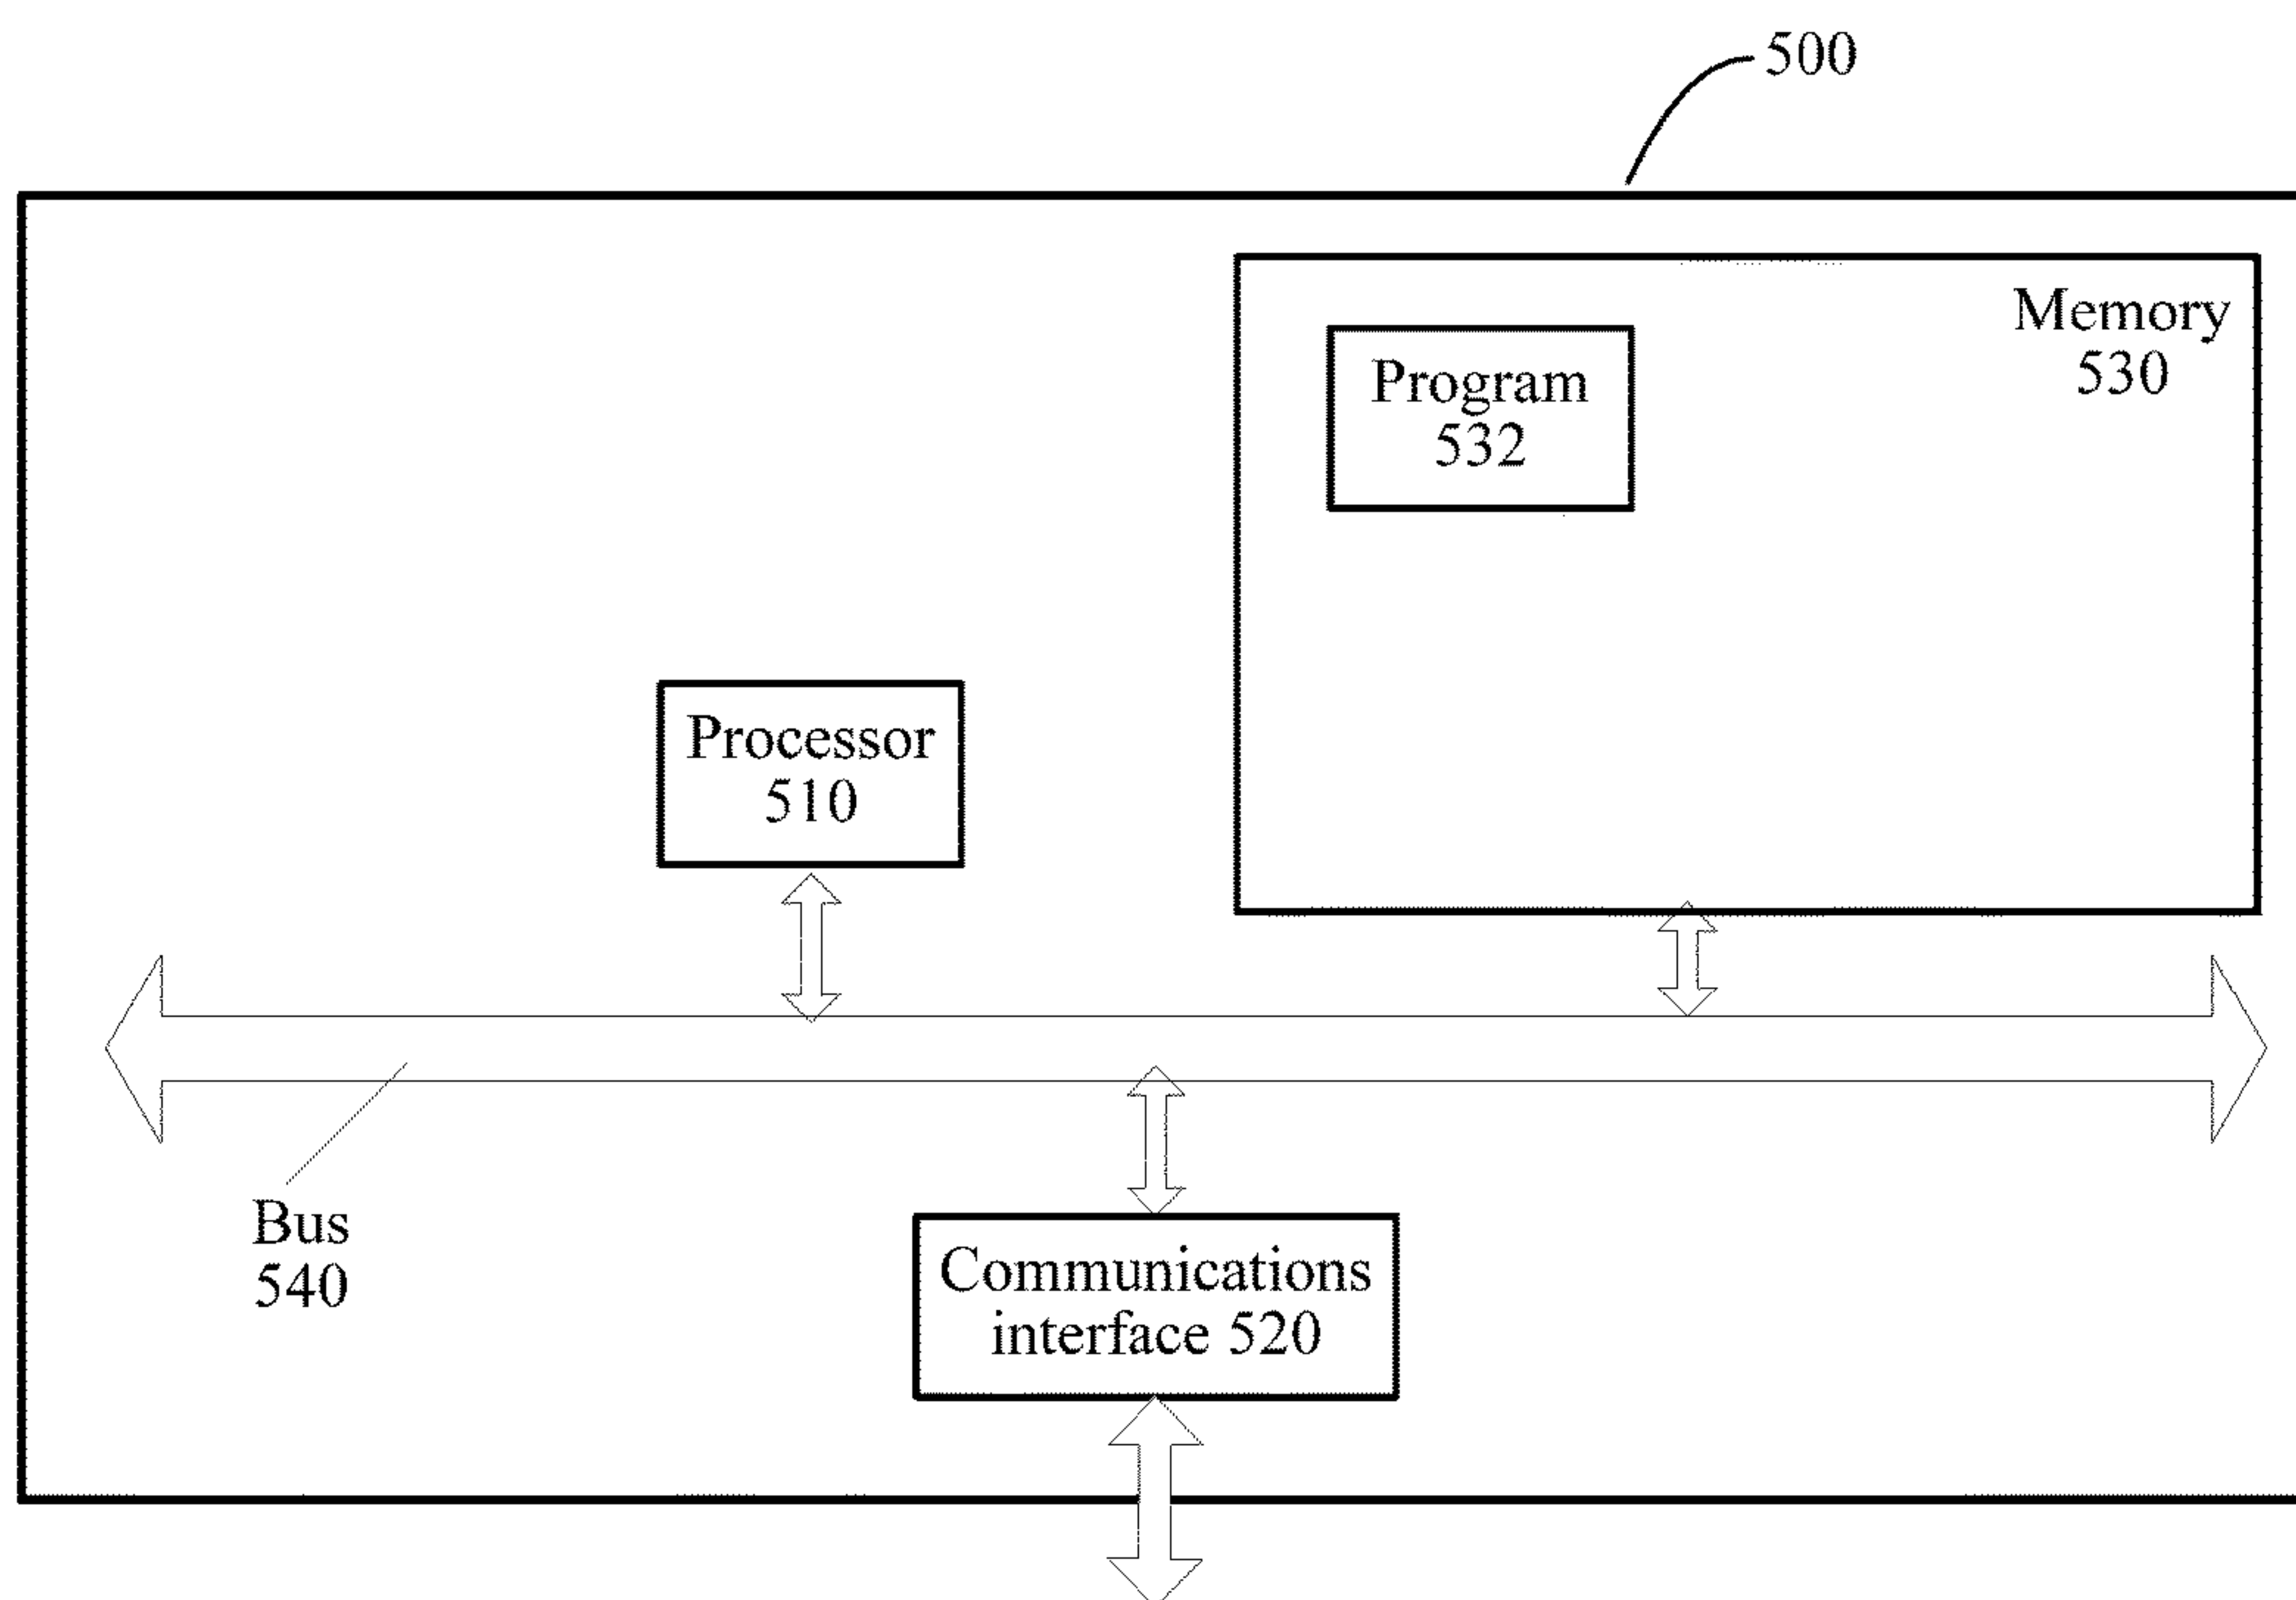 500
Memory
530
Program
532
Processor
510
Bus
540
Communications
interface 520